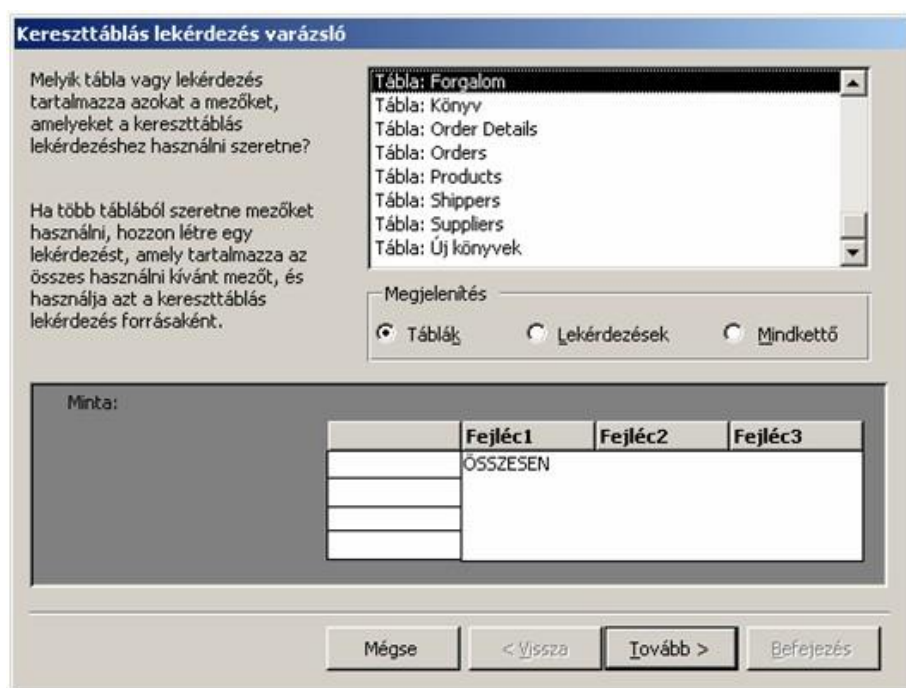 Kereszttáblás lekérdezés varázsló
Melyik tábla vagy lekérdezés
tartalmazza azokat a mezőket,
amelyeket a kereszttáblás
lekérdezéshez használni szeretne?
Ha több táblából szeretne mezőket
használni, hozzon létre egy
lekérdezést, amely tartalmazza az
összes használni kívánt mezőt, és
használja azt a kereszttáblás
lekérdezés forrásaként.
Tábla: Forgalom
Tábla: Könyv
Tábla: Order Details
Tábla: Orders
Tábla: Products
Tábla: Shippers
Tábla: Suppliers
Tábla: Új könyvek
Megjelenítés
Táblák Lekérdezések Mindkettő
Minta:
Fejléc1 Fejléc2 Fejléc3
ÖSSZESEN
Mégse < Vissza Tovább > Befejezés